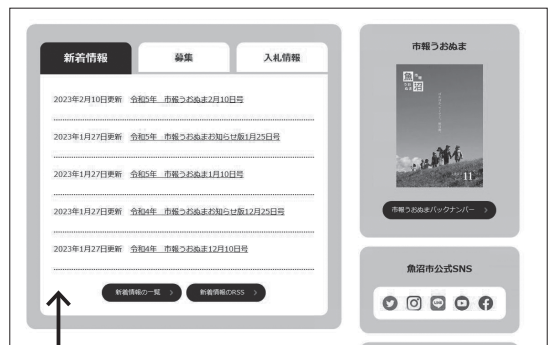 新着情報
募集
入札情報
2023年2月10日更新 令和5年 市報うおぬま2月10日号
2023年1月27日更新 令和5年 市報うおぬまお知らせ版1月25日号
2023年1月27日更新 令和5年 市報うおぬま1月10日号
2023年1月27日更新 令和4年 市報うおぬまお知らせ版12月25日号
2023年1月27日更新 令和4年 市報うおぬま12月10日号
新着情報の一覧
新着情報のRSS
市報うおぬま
魚沼
11
市報うおぬまバックナンバー
魚沼市公式SNS
LINE